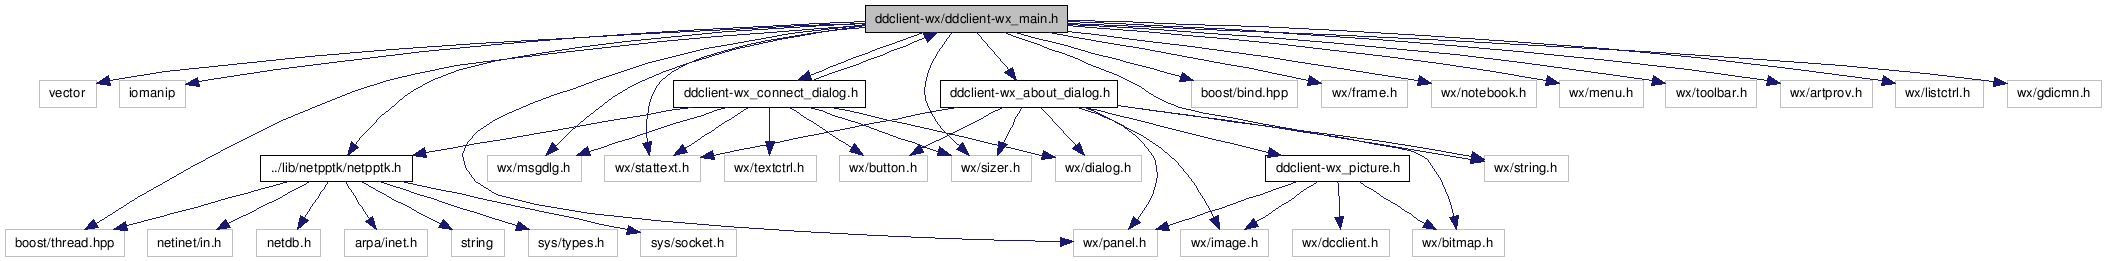 ddclient-wx/ddclient-wx_main.h
vector
iomanip
ddclient-wx_connect_dialog.h
ddclient-wx_about_dialog.h
boost/bind.hpp
wx/frame.h
wx/notebook.h
wx/menu.h
wx/toolbar.h
wx/artprov.h
wx/listctrl.h
wx/gdicmn.h
../lib/netpptk/netpptk.h
wx/msgdlg.h
wx/stattext.h
wx/textctrl.h
wx/button.h
wx/sizer.h
wx/dialog.h
ddclient-wx_picture.h
wx/string.h
boost/thread.hpp
netinet/in.h
netdb.h
arpa/inet.h
string
sys/types.h
sys/socket.h
wx/panel.h
wx/image.h
wx/dcclient.h
wx/bitmap.h